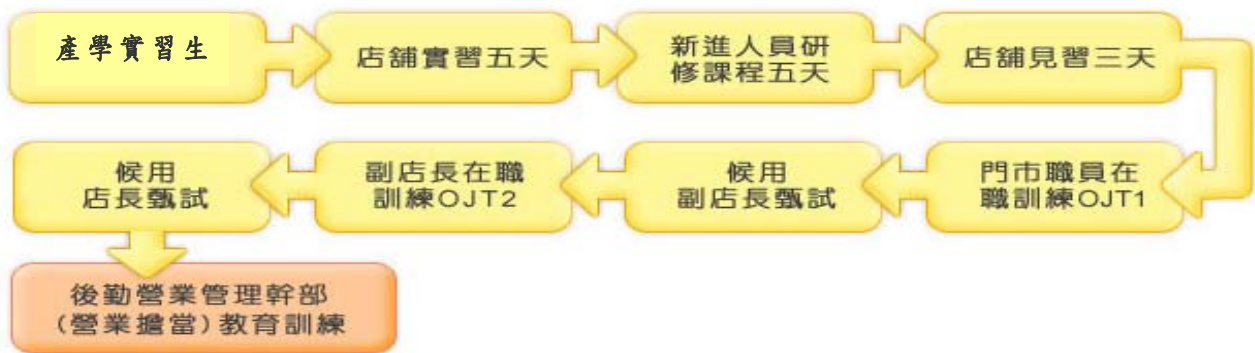 產學實習生
店舖實習五天
新進人員研
修課程五天
店舖見習三天
門市職員在
職訓練OJT1
候用
副店長甄試
副店長在職
訓練OJT2
候用
店長甄試
後勤營業管理幹部
(營業擔當)教育訓練